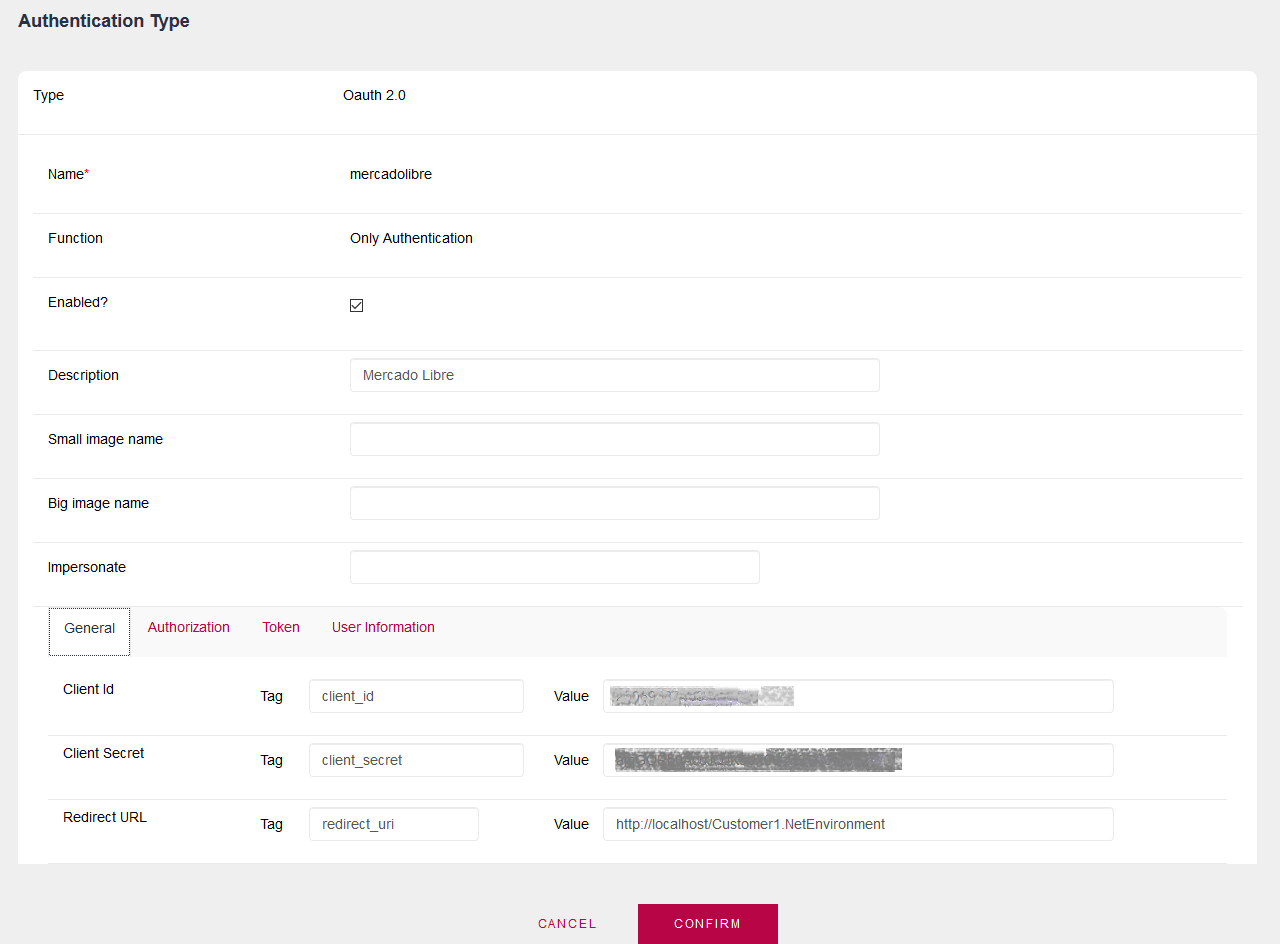 Authentication Type
Type Oauth 2.0
Name* mercadolibre
Function Only Authentication
Enabled?
Description Mercado Libre
Small image name
Big image name
Impersonate
General Authorization Token User Information
Client Id Tag client_id Value
Client Secret Tag client_secret Value
Redirect URL Tag redirect_uri Value http://localhost/Customer1.NetEnvironment
CANCEL CONFIRM